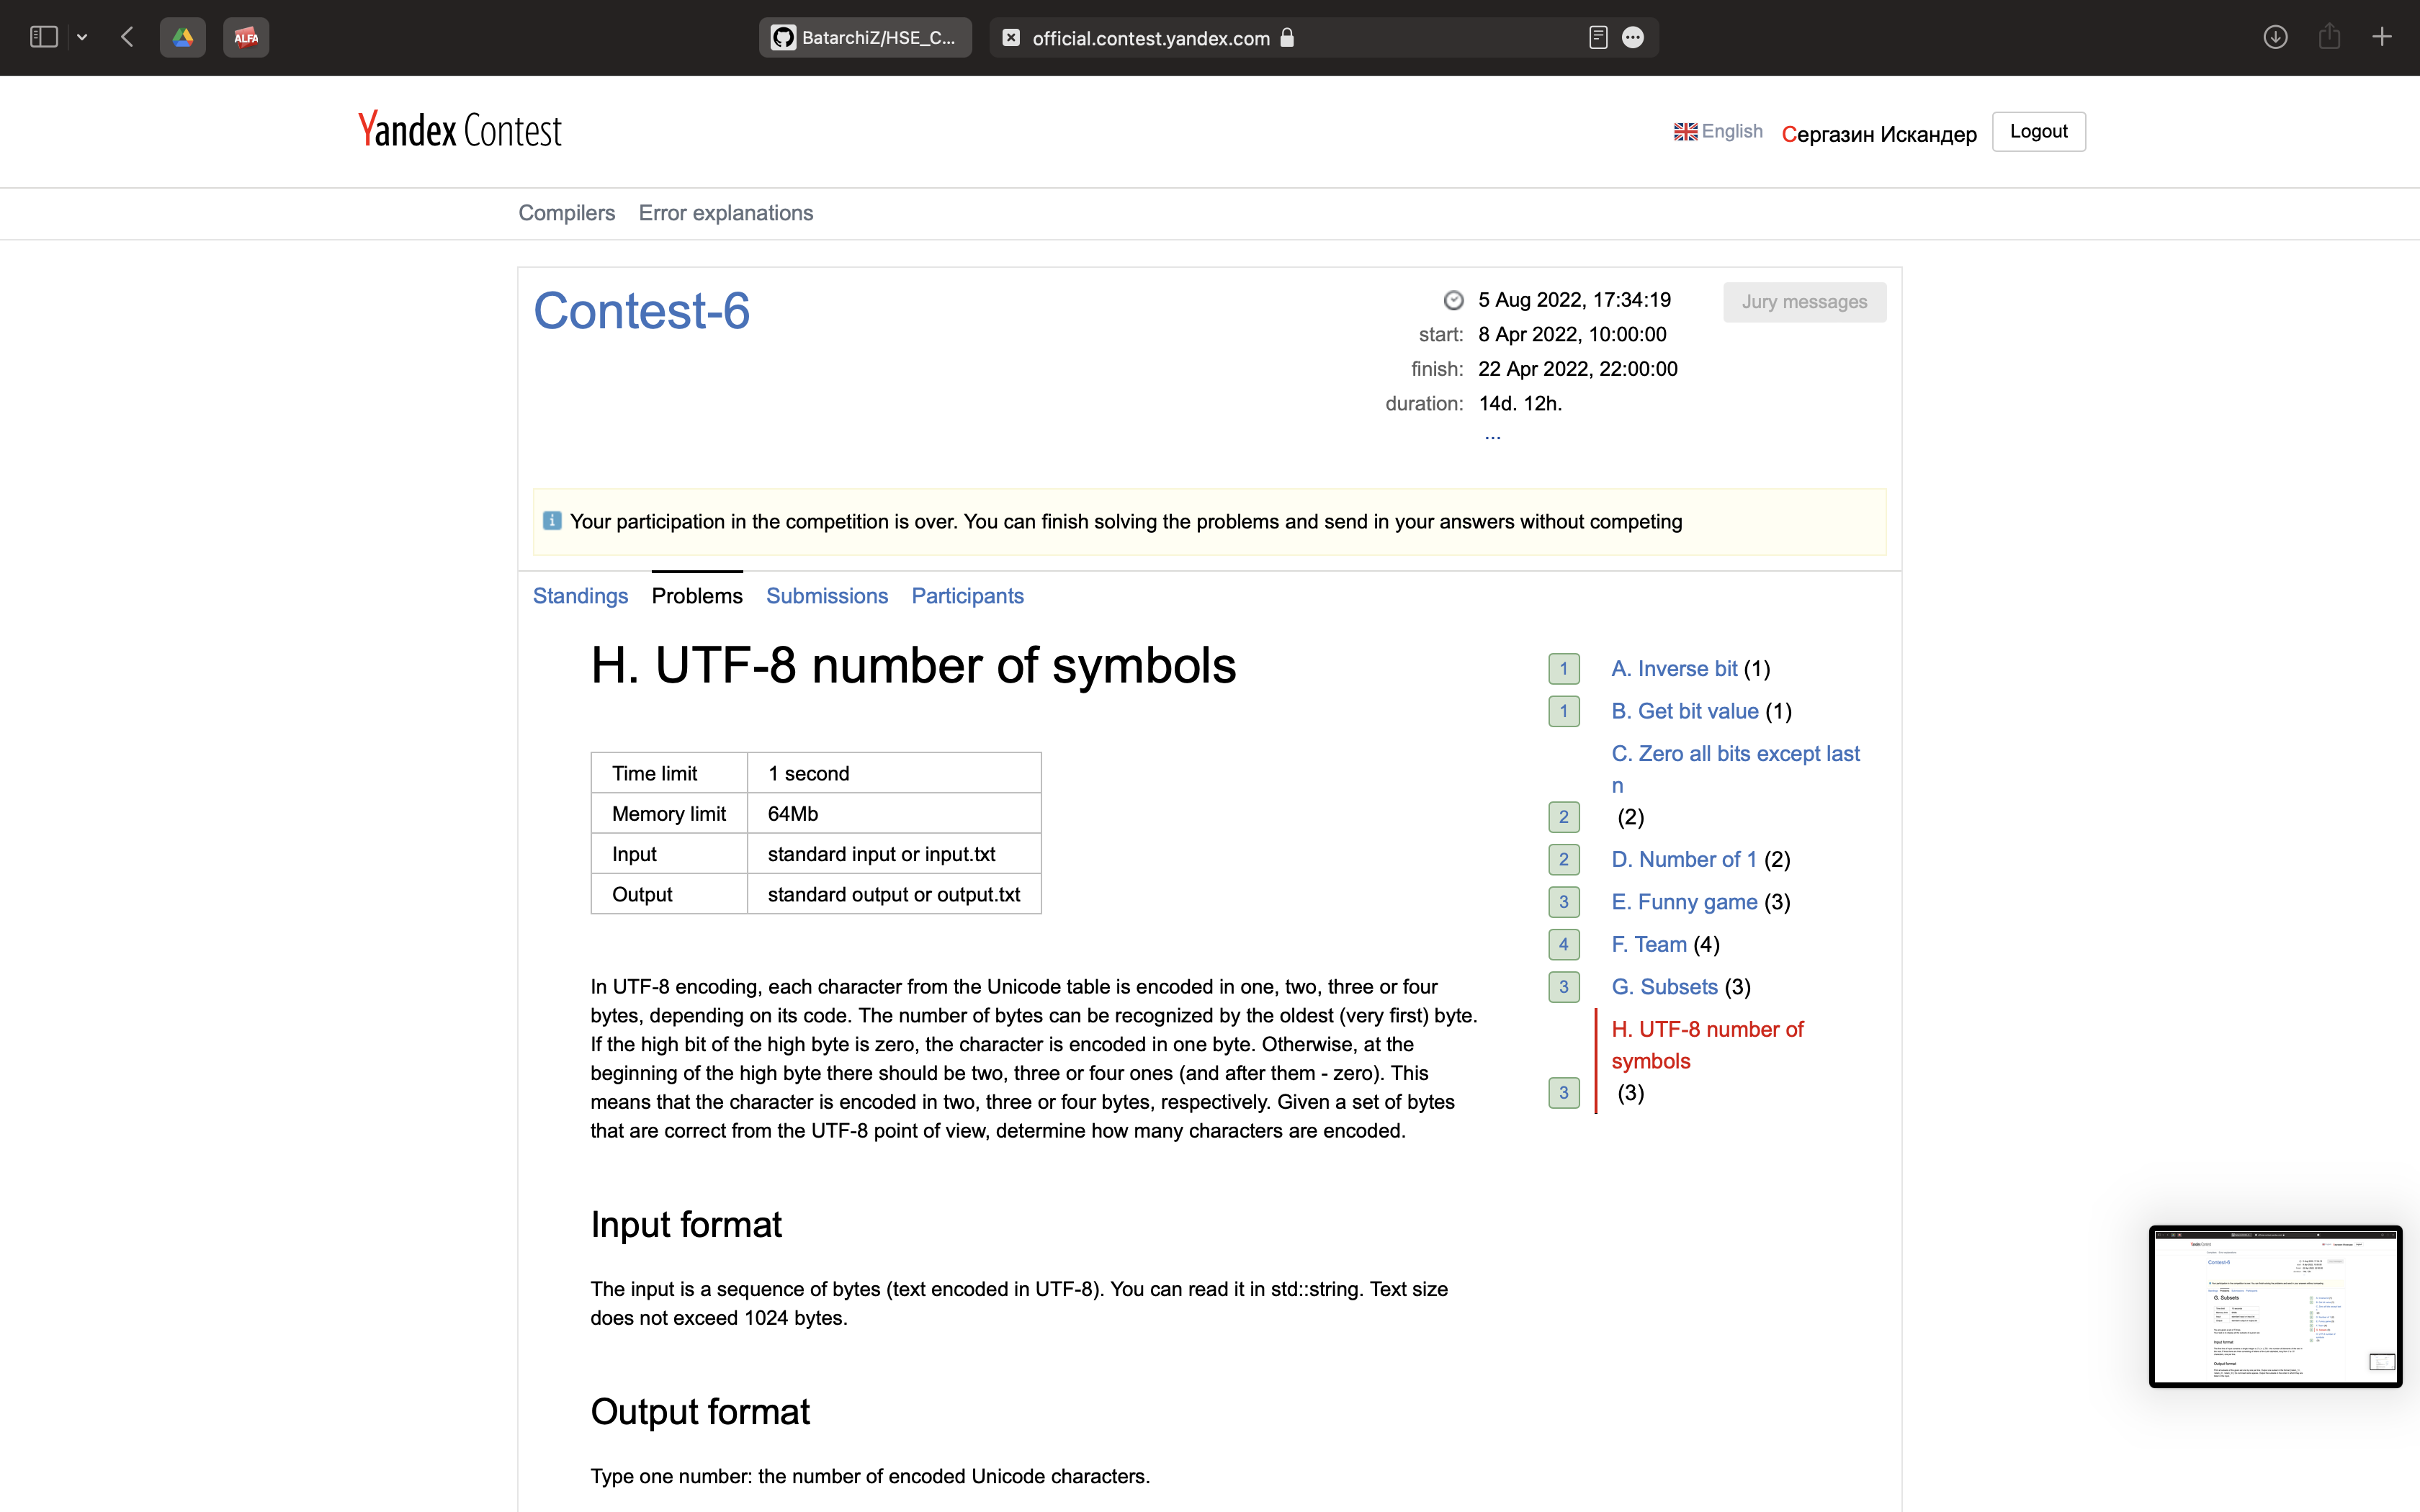 ALFA
BatarchiZ/HSE_C...
official.contest.yandex.com
Yandex Contest
English
Сергазин Искандер
Logout
Compilers
Error explanations
Contest-6
5 Aug 2022, 17:34:19
Jury messages
start: 8 Apr 2022, 10:00:00
finish: 22 Apr 2022, 22:00:00
duration: 14d. 12h.
...
Your participation in the competition is over. You can finish solving the problems and send in your answers without competing
Standings
Problems
Submissions
Participants
H. UTF-8 number of symbols
Time limit 1 second
Memory limit 64Mb
Input standard input or input.txt
Output standard output or output.txt
In UTF-8 encoding, each character from the Unicode table is encoded in one, two, three or four
bytes, depending on its code. The number of bytes can be recognized by the oldest (very first) byte.
If the high bit of the high byte is zero, the character is encoded in one byte. Otherwise, at the
beginning of the high byte there should be two, three or four ones (and after them - zero). This
means that the character is encoded in two, three or four bytes, respectively. Given a set of bytes
that are correct from the UTF-8 point of view, determine how many characters are encoded.
Input format
The input is a sequence of bytes (text encoded in UTF-8). You can read it in std::string. Text size
does not exceed 1024 bytes.
Output format
Type one number: the number of encoded Unicode characters.
1 A. Inverse bit (1)
1 B. Get bit value (1)
C. Zero all bits except last
n
2 (2)
2 D. Number of 1 (2)
3 E. Funny game (3)
4 F. Team (4)
3 G. Subsets (3)
H. UTF-8 number of
symbols
3 (3)
Contest-6
G. Subsets